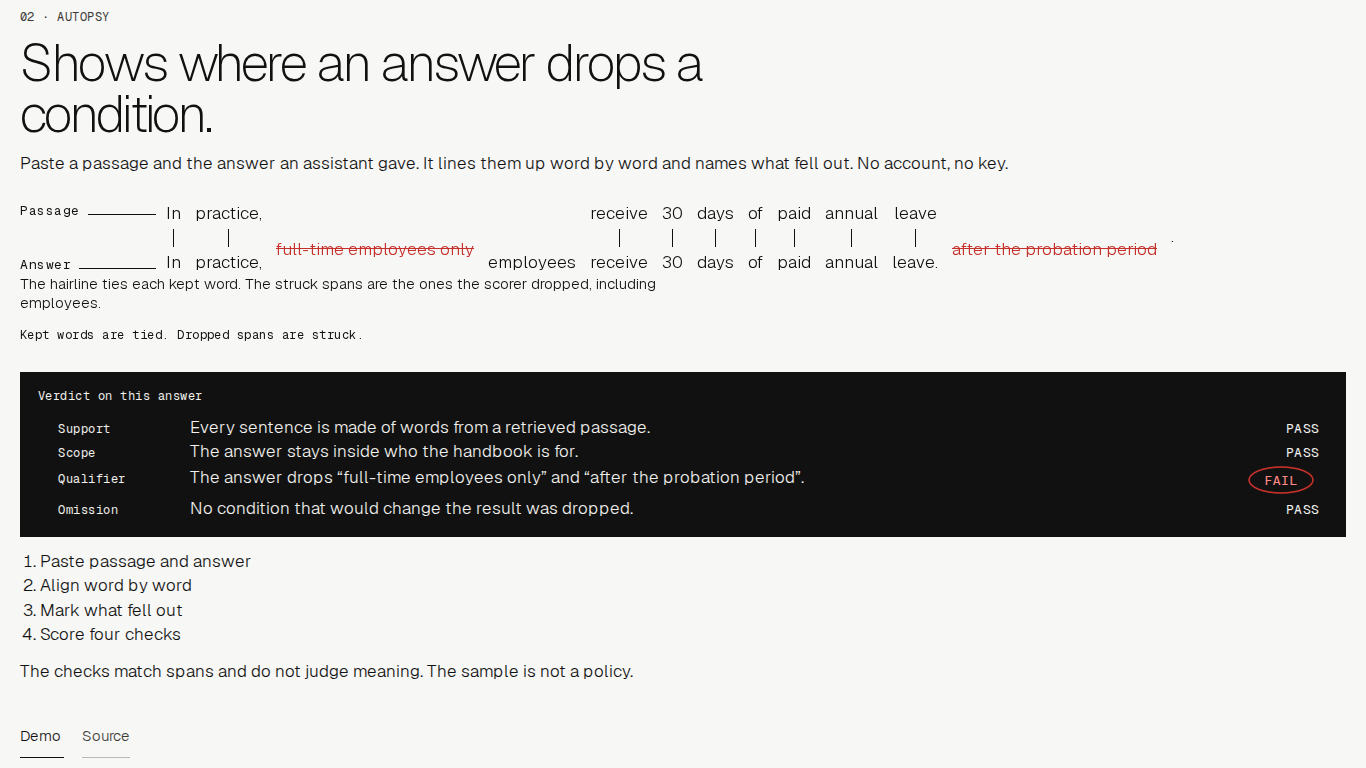 02 · AUTOPSY
Shows where an answer drops a
condition.
Paste a passage and the answer an assistant gave. It lines them up word by word and names what fell out. No account, no key.
Passage In practice, receive 30 days of paid annual leave
full-time employees only after the probation period .
Answer In practice, employees receive 30 days of paid annual leave.
The hairline ties each kept word. The struck spans are the ones the scorer dropped, including
employees.
Kept words are tied. Dropped spans are struck.
Verdict on this answer
Support Every sentence is made of words from a retrieved passage. PASS
Scope The answer stays inside who the handbook is for. PASS
Qualifier The answer drops “full-time employees only” and “after the probation period”. FAIL
Omission No condition that would change the result was dropped. PASS
1. Paste passage and answer
2. Align word by word
3. Mark what fell out
4. Score four checks
The checks match spans and do not judge meaning. The sample is not a policy.
Demo Source